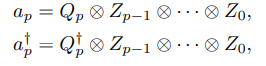 a_p = Q_p ⊗ Z_{p−1} ⊗ ··· ⊗ Z_0,
a_p^† = Q_p^† ⊗ Z_{p−1} ⊗ ··· ⊗ Z_0,